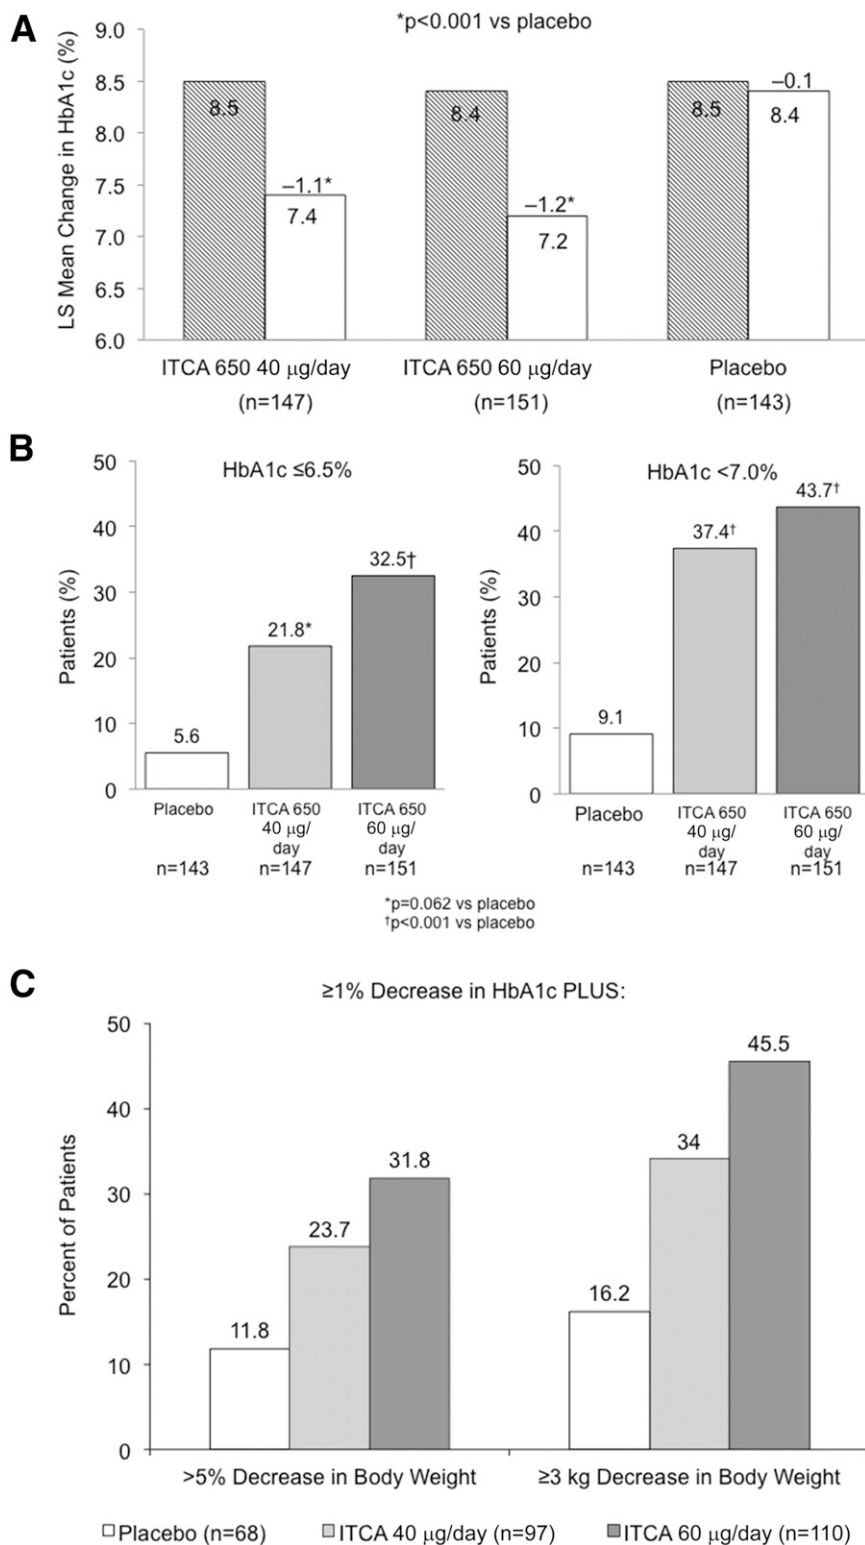 A
*p<0.001 vs placebo
LS Mean Change in HbA1c (%)
9.0
8.5
8.0
7.5
7.0
6.5
6.0
8.5
–1.1*
7.4
8.4
–1.2*
7.2
8.5
–0.1
8.4
ITCA 650 40 µg/day
ITCA 650 60 µg/day
Placebo
(n=147)
(n=151)
(n=143)
B
HbA1c ≤6.5%
Patients (%)
50
40
30
20
10
0
5.6
21.8*
32.5†
Placebo
ITCA 650
40 µg/
day
ITCA 650
60 µg/
day
n=143
n=147
n=151
HbA1c <7.0%
Patients (%)
50
40
30
20
10
0
9.1
37.4†
43.7†
Placebo
ITCA 650
40 µg/
day
ITCA 650
60 µg/
day
n=143
n=147
n=151
*p=0.062 vs placebo
†p<0.001 vs placebo
C
≥1% Decrease in HbA1c PLUS:
Percent of Patients
50
40
30
20
10
0
11.8
23.7
31.8
16.2
34
45.5
>5% Decrease in Body Weight
≥3 kg Decrease in Body Weight
Placebo (n=68)
ITCA 40 µg/day (n=97)
ITCA 60 µg/day (n=110)